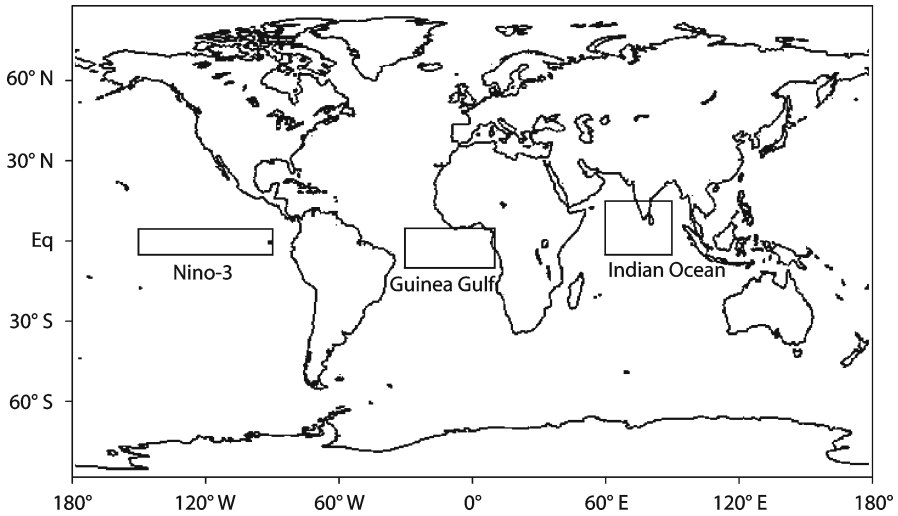 60° N
30° N
Eq
Nino-3
Guinea Gulf
Indian Ocean
30° S
60° S
180° 120° W 60° W 0° 60° E 120° E 180°